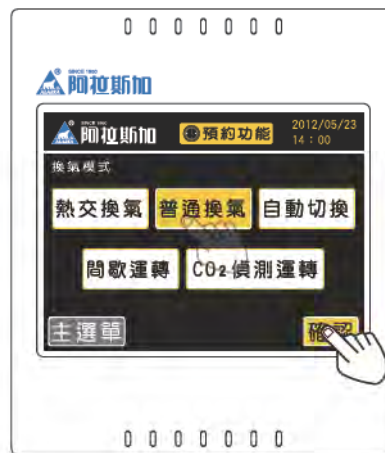 SINCE 1960
阿拉斯加
阿拉斯加 預約功能 2012/05/23
14:00
換氣模式
熱交換氣 普通換氣 自動切換
間歇運轉 CO2偵測運轉
主選單 確認